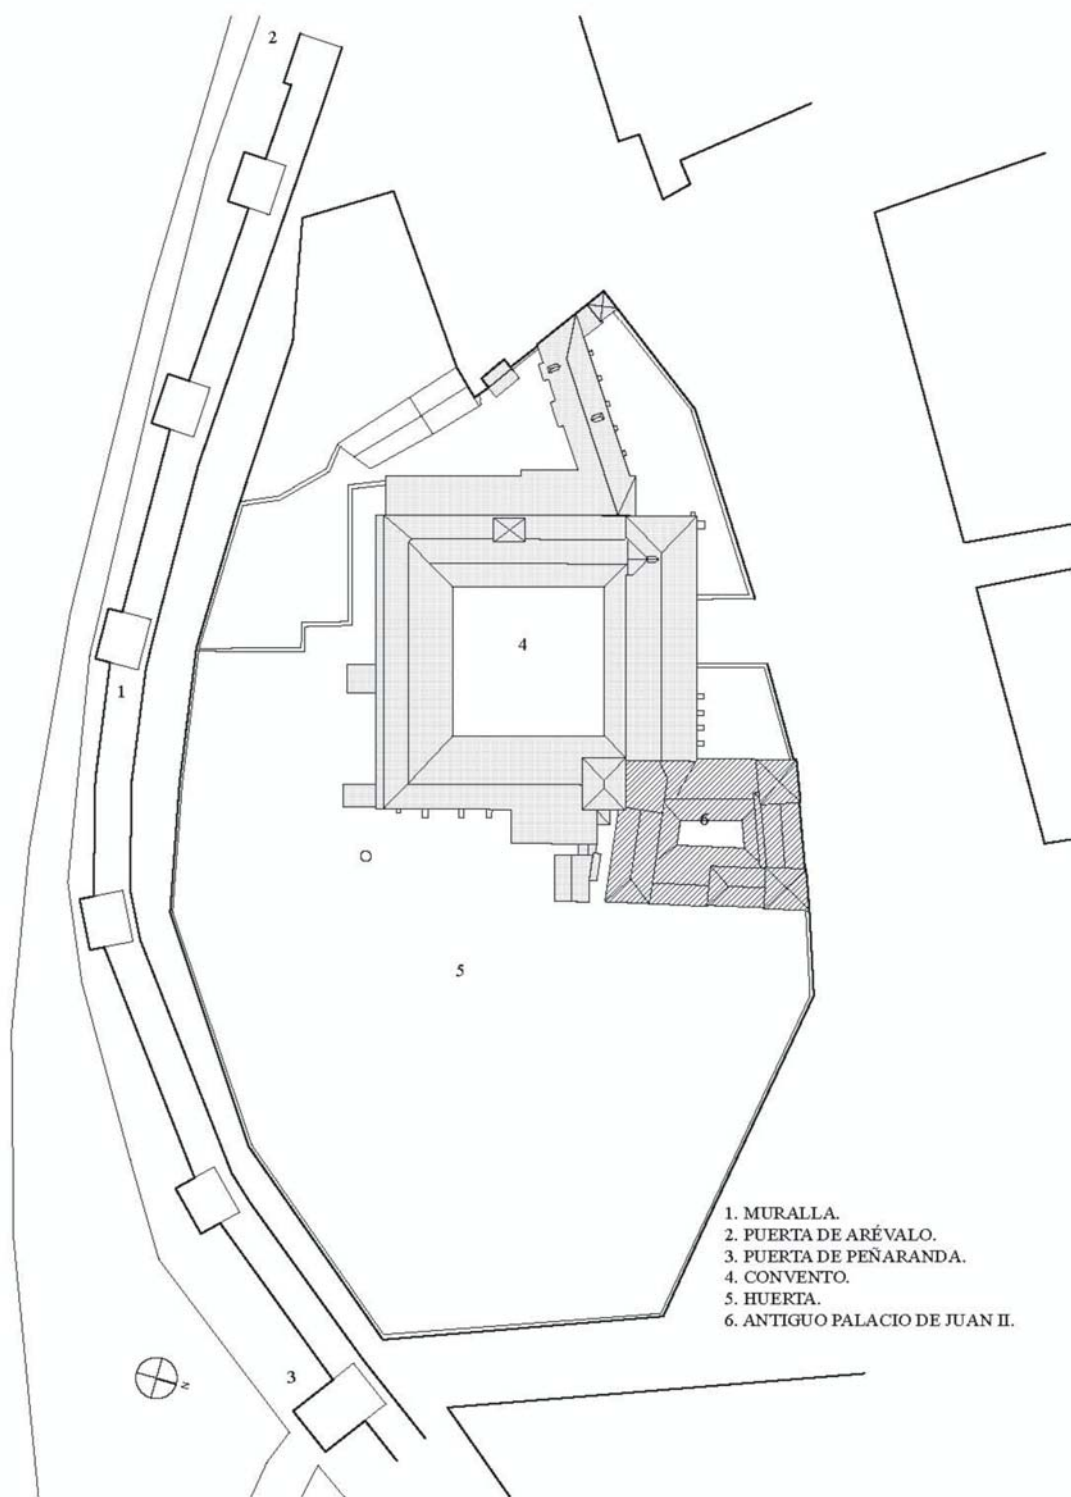 2
4
1
6
5
1. MURALLA.
2. PUERTA DE ARÉVALO.
3. PUERTA DE PEÑARANDA.
4. CONVENTO.
5. HUERTA.
6. ANTIGUO PALACIO DE JUAN II.
3
N